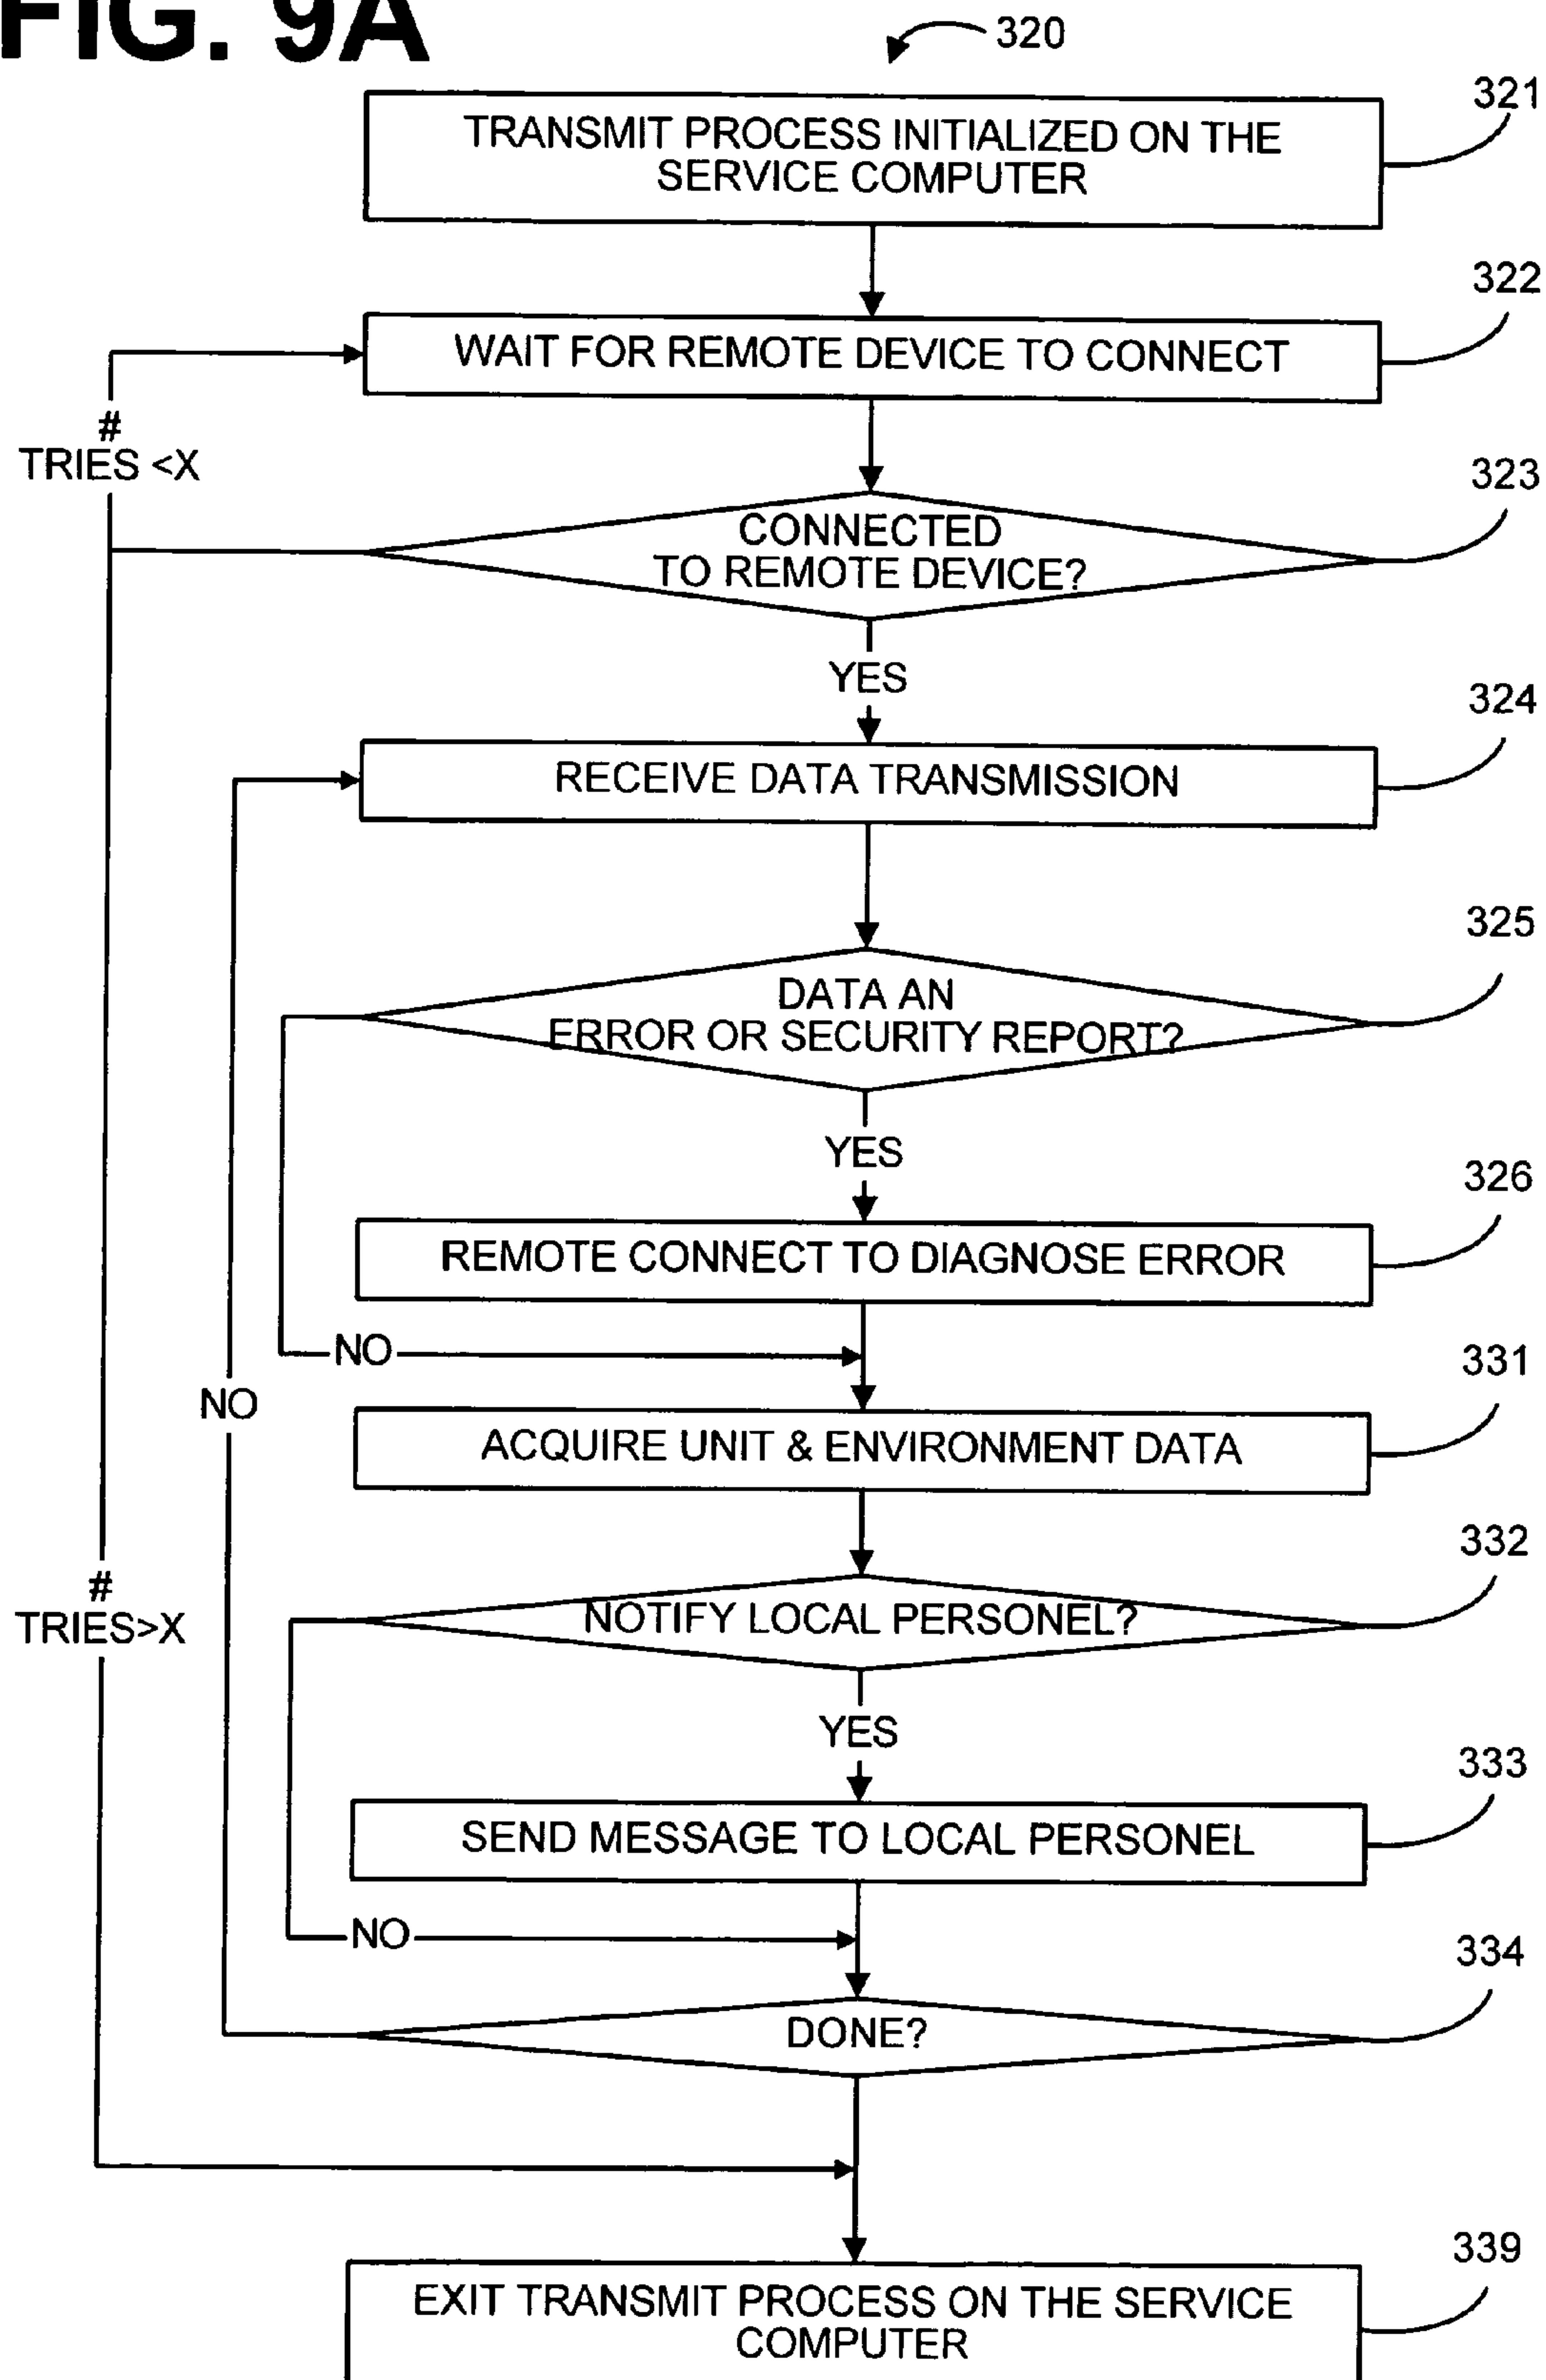 FIG. 9A
320
321
TRANSMIT PROCESS INITIALIZED ON THE
SERVICE COMPUTER
322
WAIT FOR REMOTE DEVICE TO CONNECT
#
TRIES <X
323
CONNECTED
TO REMOTE DEVICE?
YES
324
RECEIVE DATA TRANSMISSION
325
DATA AN
ERROR OR SECURITY REPORT?
YES
326
REMOTE CONNECT TO DIAGNOSE ERROR
NO
331
NO
ACQUIRE UNIT & ENVIRONMENT DATA
332
#
TRIES>X
NOTIFY LOCAL PERSONEL?
YES
333
SEND MESSAGE TO LOCAL PERSONEL
NO
334
DONE?
339
EXIT TRANSMIT PROCESS ON THE SERVICE
COMPUTER